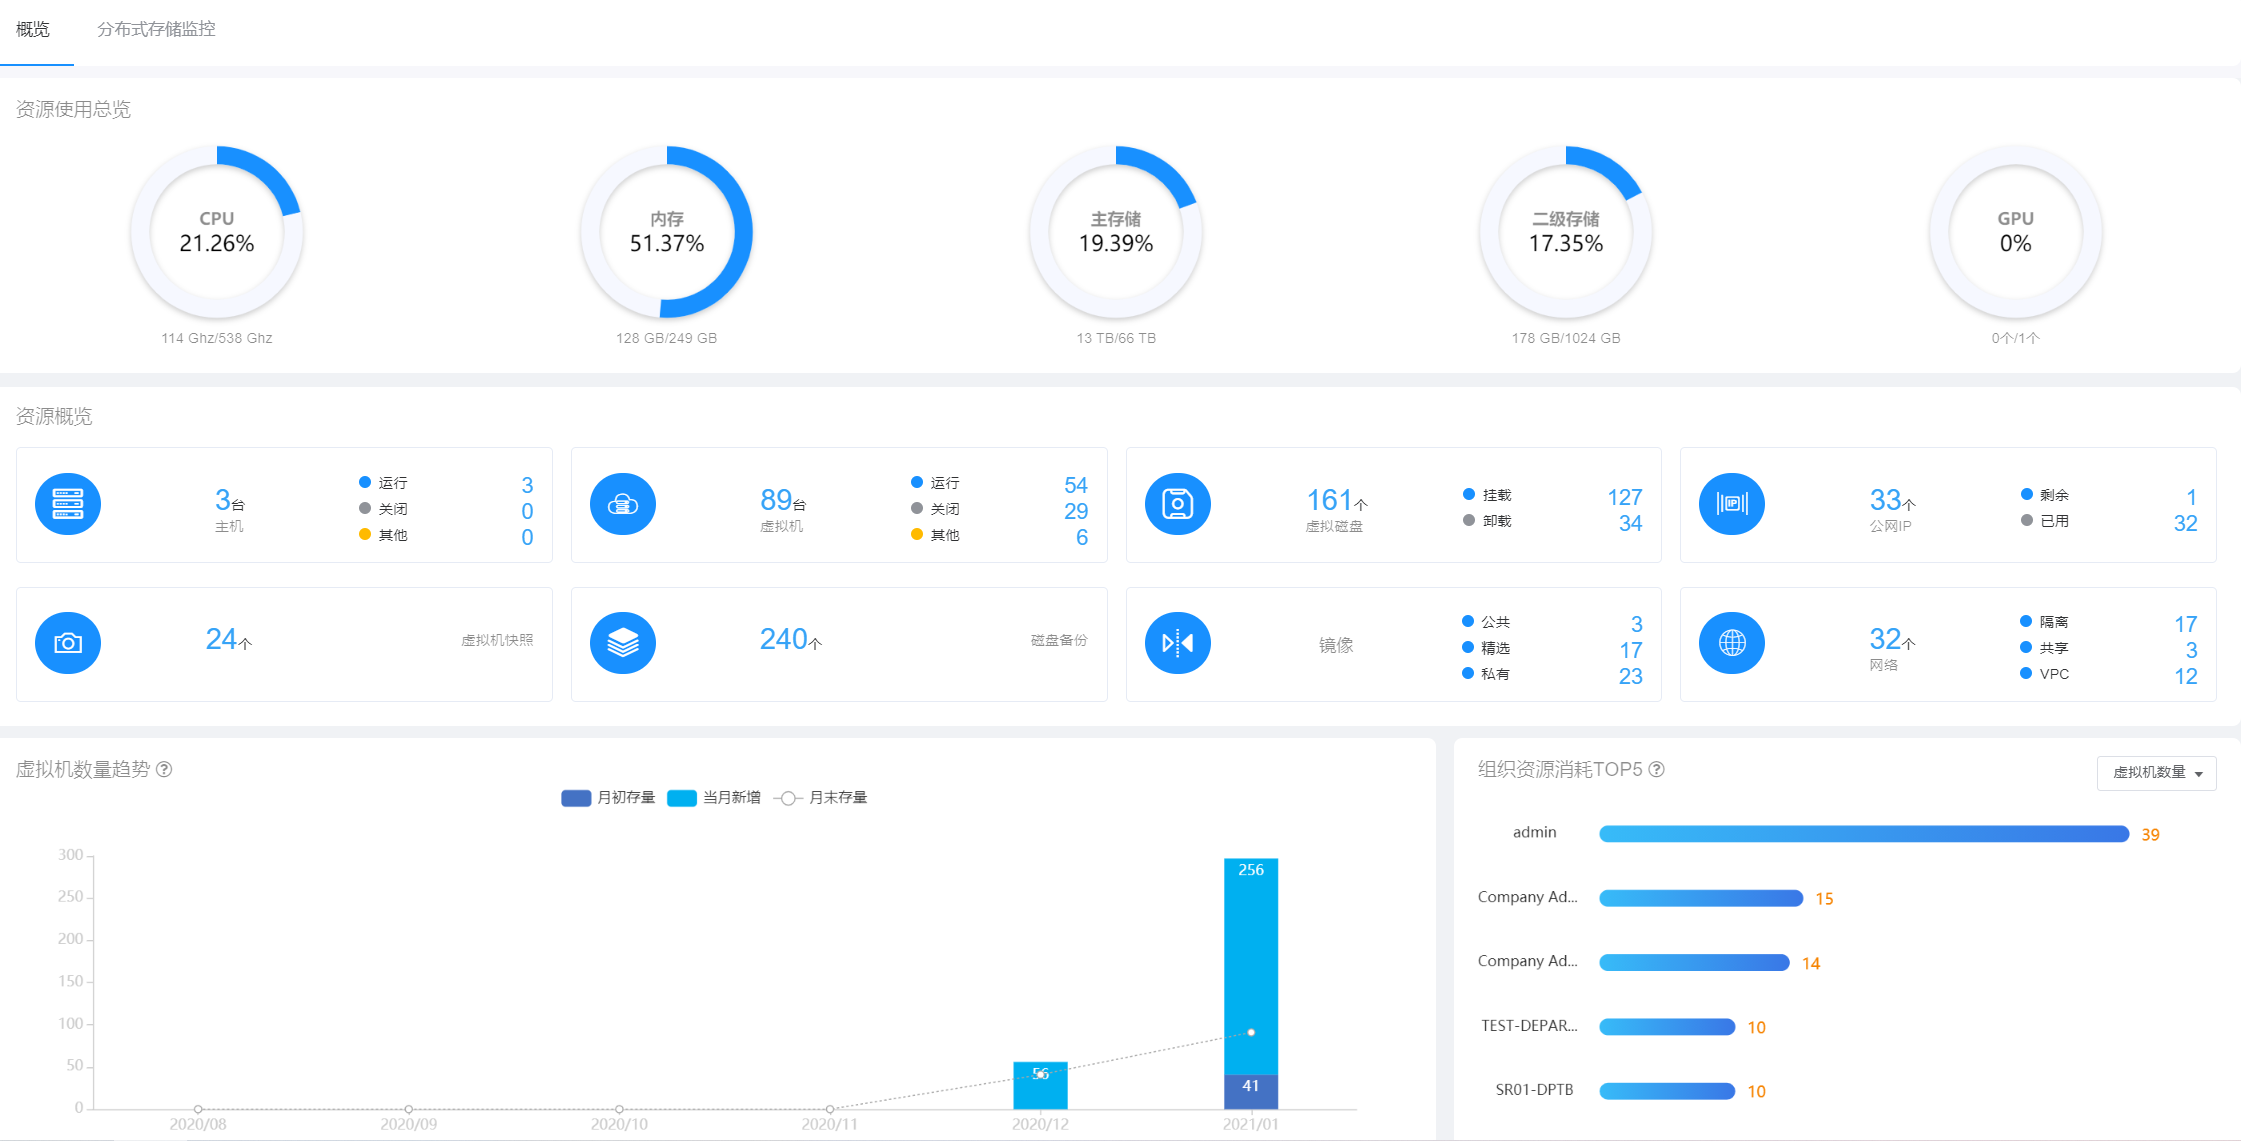 概览 分布式存储监控
资源使用总览
CPU
21.26%
114 Ghz/538 Ghz
内存
51.37%
128 GB/249 GB
主存储
19.39%
13 TB/66 TB
二级存储
17.35%
178 GB/1024 GB
GPU
0%
0个/1个
资源概览
3台
主机
运行 3
关闭 0
其他 0
89台
虚拟机
运行 54
关闭 29
其他 6
161个
虚拟磁盘
挂载 127
卸载 34
IP
33个
公网IP
剩余 1
已用 32
24个 虚拟机快照
240个 磁盘备份
镜像
公共 3
精选 17
私有 23
32个
网络
隔离 17
共享 3
VPC 12
虚拟机数量趋势 ?
月初存量 当月新增 月末存量
300
250
200
150
100
50
0
256
56
41
2020/08 2020/09 2020/10 2020/11 2020/12 2021/01
组织资源消耗TOP5 ?
虚拟机数量
admin 39
Company Ad... 15
Company Ad... 14
TEST-DEPAR... 10
SR01-DPTB 10